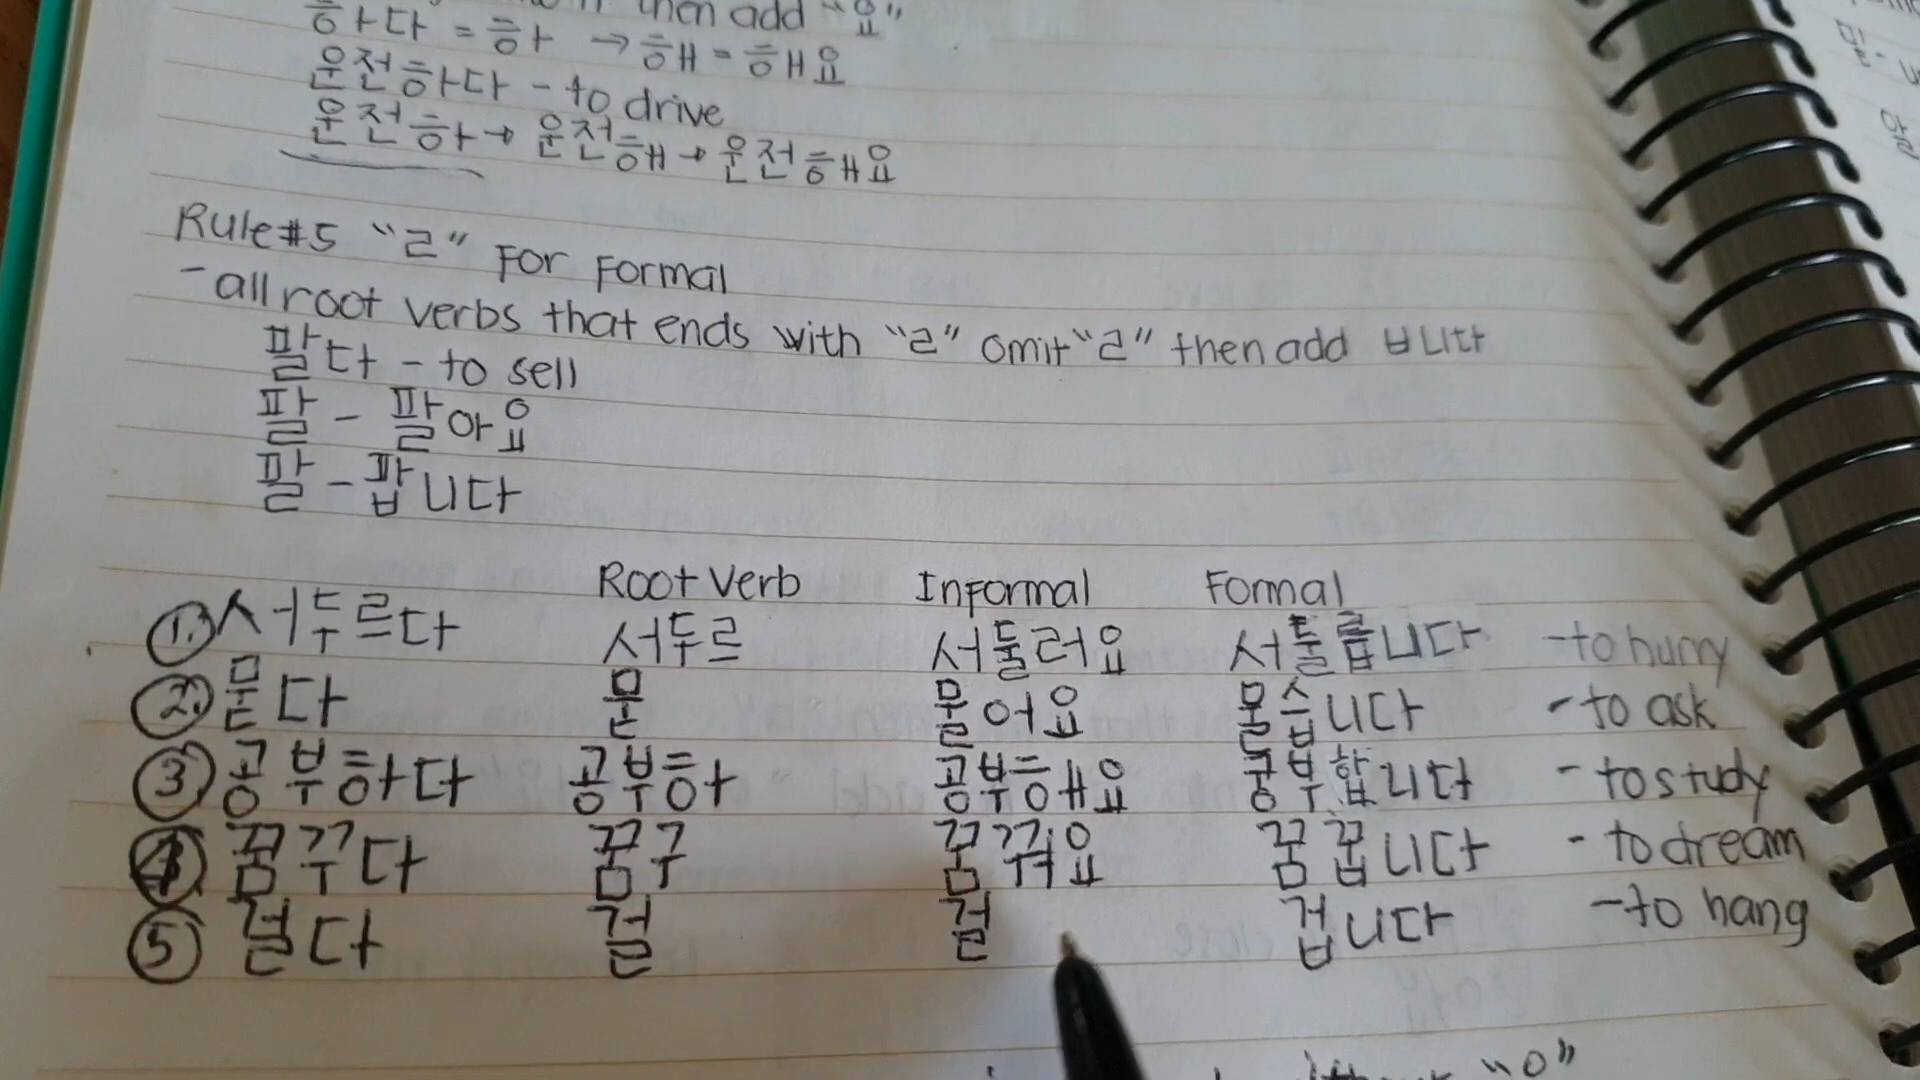 then add "요"
하다 = 하 → 해 = 해요
운전하다 - to drive
운전하 → 운전해 → 운전해요
Rule #5 "ㄹ" For Formal
- all root verbs that ends with "ㄹ" omit "ㄹ" then add ㅂ니다
팔다 - to sell
팔 - 팔아요
팔 - 팝니다
Root Verb Informal Formal
1. 서두르다 서두르 서둘러요 니다 - to hurry
2. 묻다 물어요 니다 - to ask
3. 공부하다 공부하 공부해요 공부합니다 - to study
4 꿈꾸다 꿈꾸 꿈꿔요 꿈꿉니다 - to dream
5 걸다 걸 걸 겁니다 - to hang
"ㅇ"